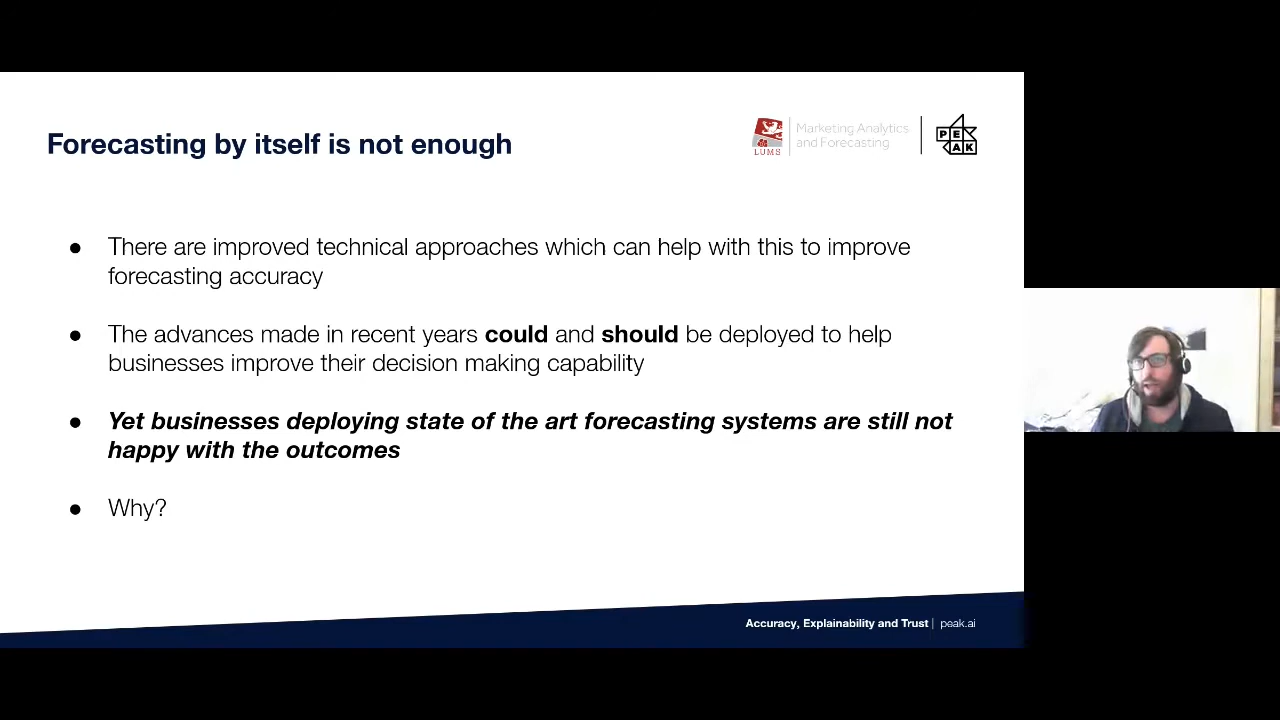 Forecasting by itself is not enough
LUMS
Marketing Analytics
and Forecasting
PE
AK
● There are improved technical approaches which can help with this to improve
forecasting accuracy
● The advances made in recent years could and should be deployed to help
businesses improve their decision making capability
● Yet businesses deploying state of the art forecasting systems are still not
happy with the outcomes
● Why?
Accuracy, Explainability and Trust | peak.ai